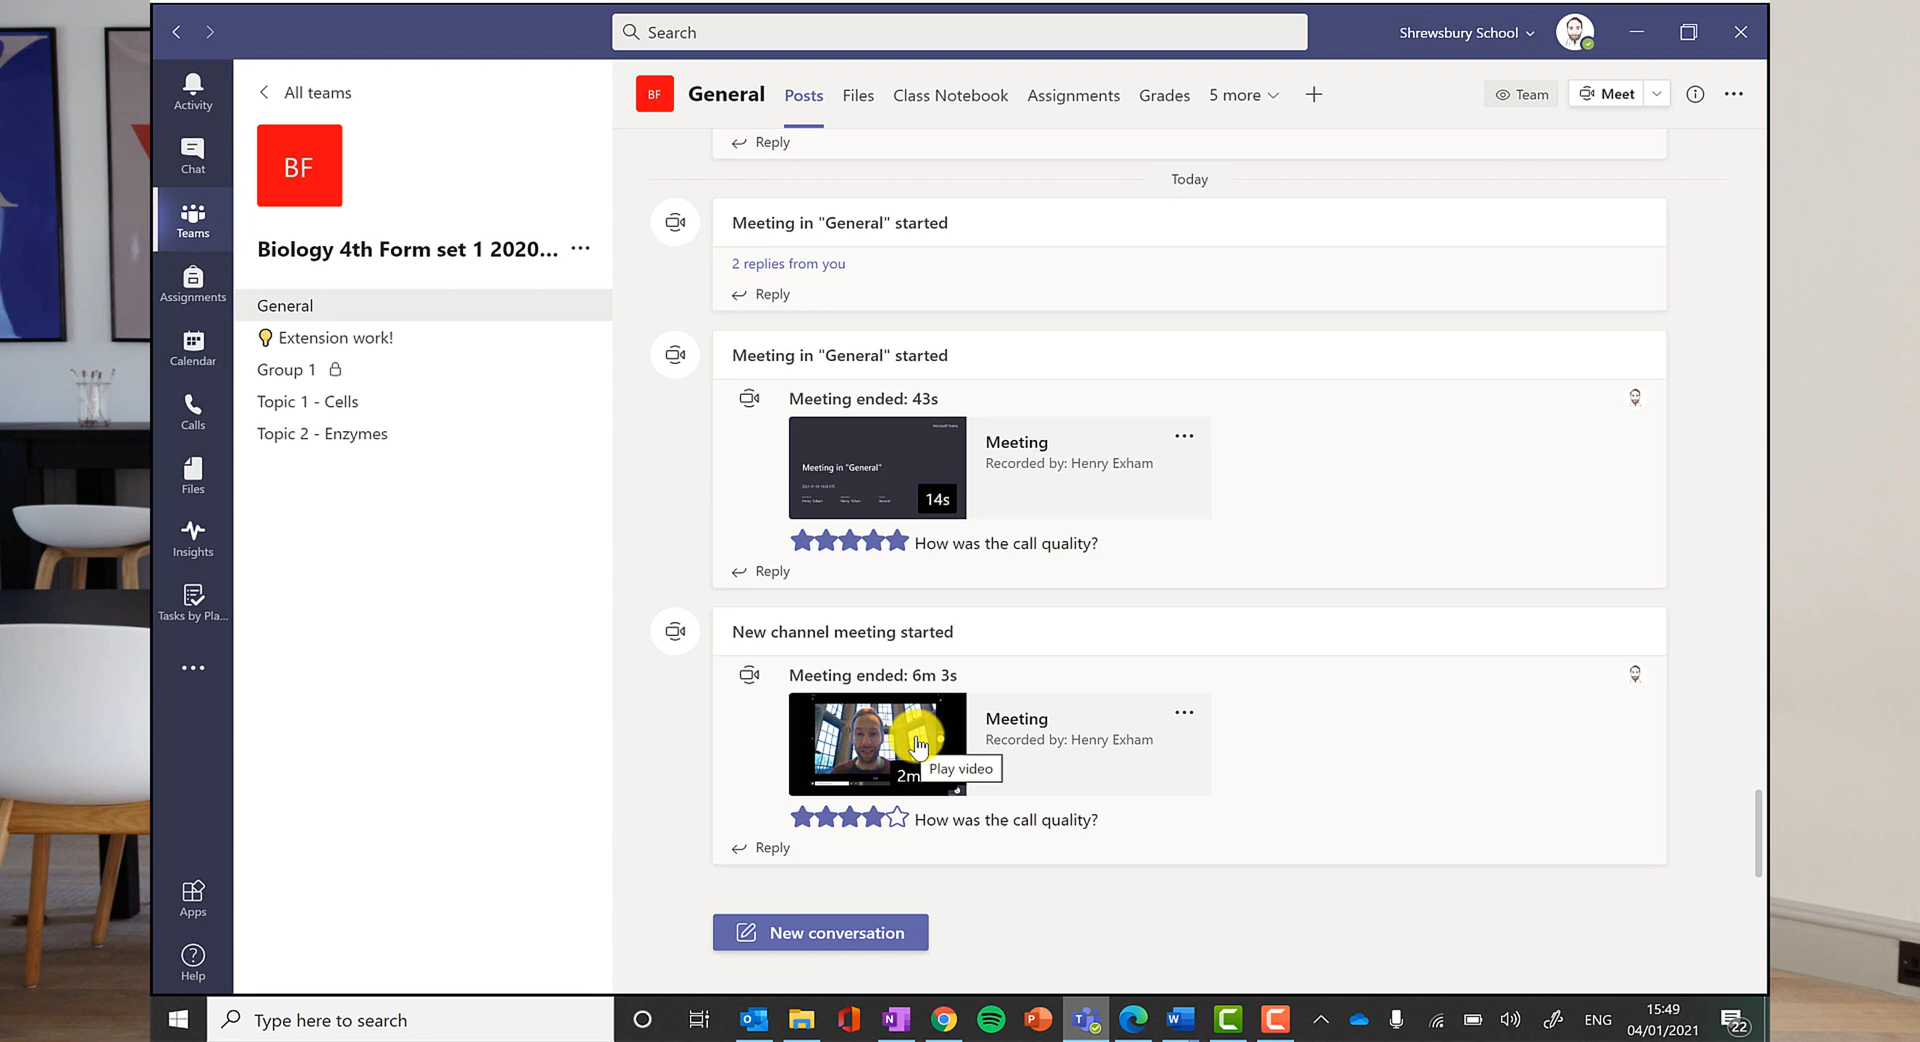 Search
Shrewsbury School
Activity
Chat
Teams
Assignments
Calendar
Calls
Files
Insights
Tasks by Pla...
Apps
Help
All teams
BF
Biology 4th Form set 1 2020...
General
Extension work!
Group 1
Topic 1 - Cells
Topic 2 - Enzymes
BF
General
Posts
Files
Class Notebook
Assignments
Grades
5 more
Team
Meet
Reply
Today
Meeting in "General" started
2 replies from you
Reply
Meeting in "General" started
Meeting ended: 43s
Microsoft Teams
Meeting in "General"
14s
Meeting
Recorded by: Henry Exham
How was the call quality?
Reply
New channel meeting started
Meeting ended: 6m 3s
2m
Play video
Meeting
Recorded by: Henry Exham
How was the call quality?
Reply
New conversation
Type here to search
ENG
15:49
04/01/2021
22